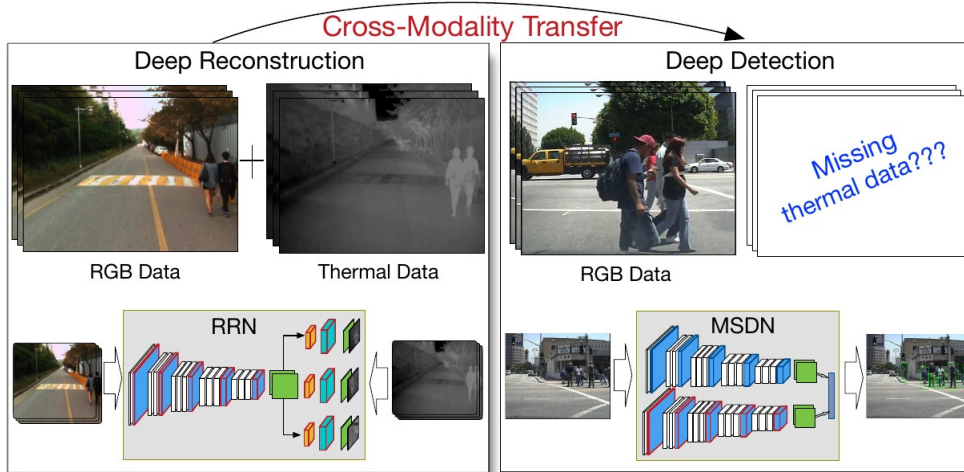 Cross-Modality Transfer
Deep Reconstruction
Deep Detection
Missing
thermal data???
RGB Data
Thermal Data
RGB Data
RRN
MSDN